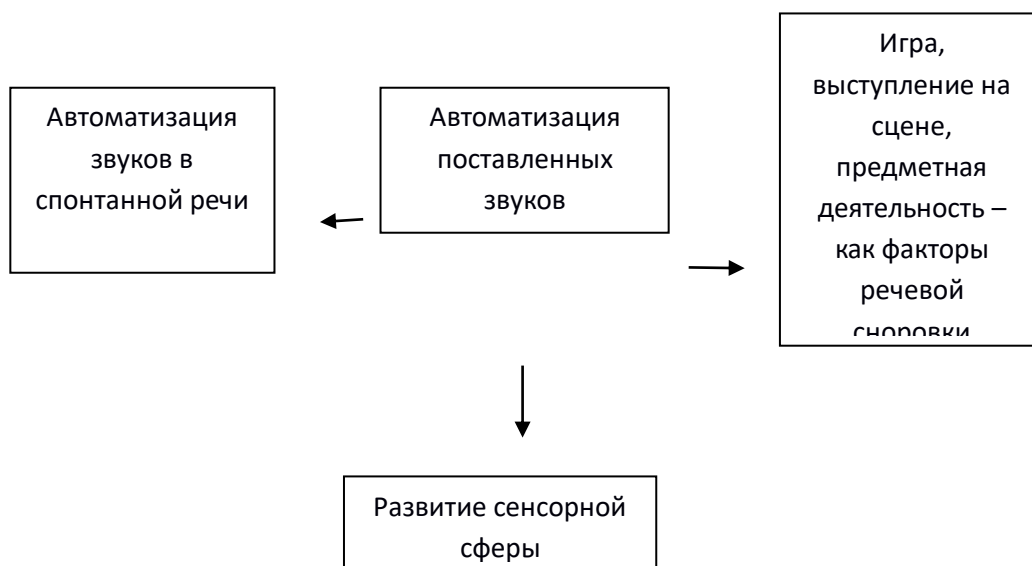 Автоматизация
звуков в
спонтанной речи
Автоматизация
поставленных
звуков
Игра,
выступление на
сцене,
предметная
деятельность –
как факторы
речевой
сноровки
Развитие сенсорной
сферы